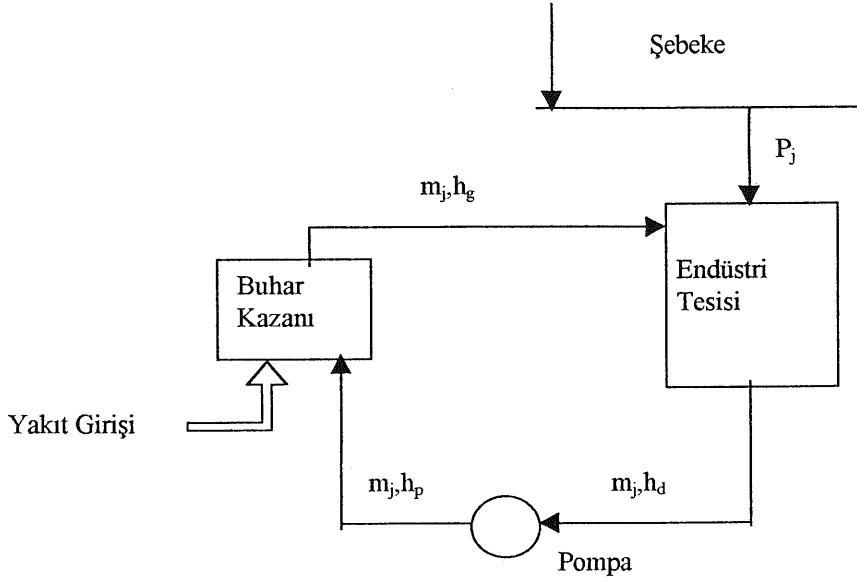 Şebeke
P_j
m_j,h_g
Endüstri
Tesisi
Buhar
Kazanı
Yakıt Girişi
m_j,h_p
m_j,h_d
Pompa